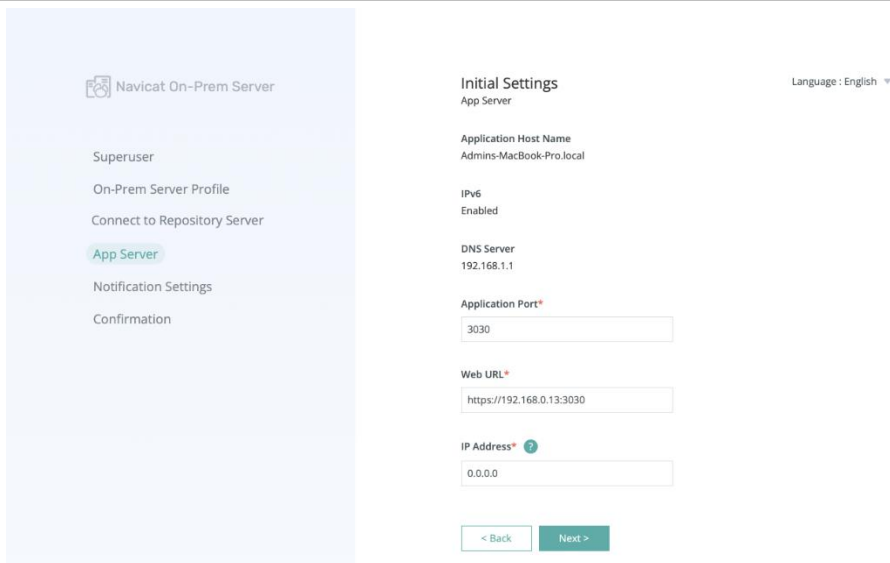 Navicat On-Prem Server
Superuser
On-Prem Server Profile
Connect to Repository Server
App Server
Notification Settings
Confirmation
Initial Settings
App Server
Language : English
Application Host Name
Admins-MacBook-Pro.local
IPv6
Enabled
DNS Server
192.168.1.1
Application Port*
3030
Web URL*
https://192.168.0.13:3030
IP Address* ?
0.0.0.0
< Back
Next >